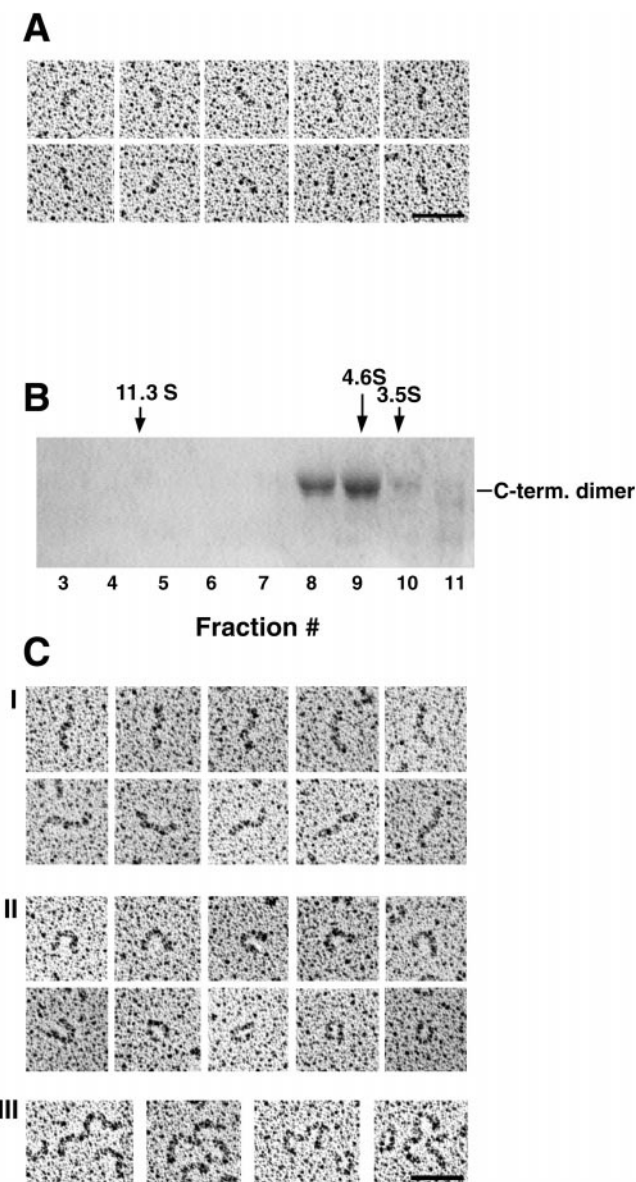 A
B
11.3 S
4.6S
3.5S
C-term. dimer
3 4 5 6 7 8 9 10 11
Fraction #
C
I
II
III